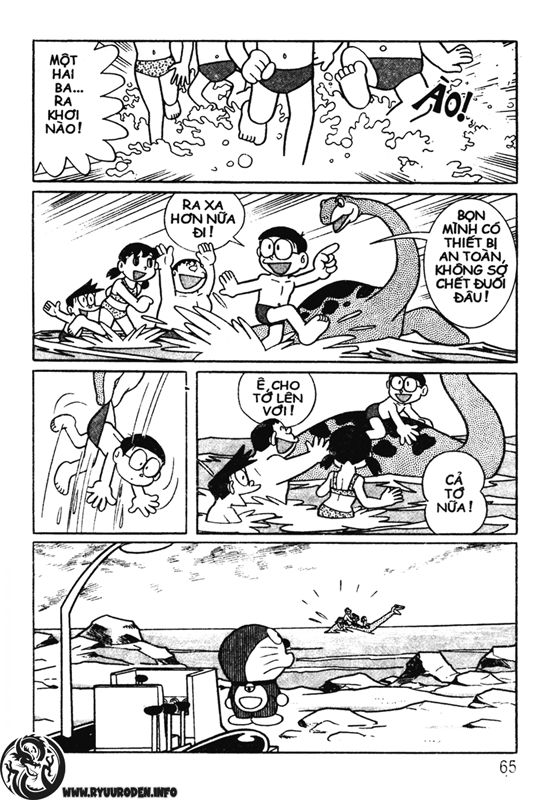 MỘT
HAI
BA...
RA
KHƠI
NÀO!
ÀO!
RA XA
HƠN NỮA
ĐI!
BỌN
MÌNH CÓ
THIẾT BỊ
AN TOÀN,
KHÔNG SỢ
CHẾT ĐUỐI
ĐÂU!
Ê, CHO
TỚ LÊN
VỚI!
CẢ
TỚ
NỮA!
65
WWW.RYUURODEN.INFO